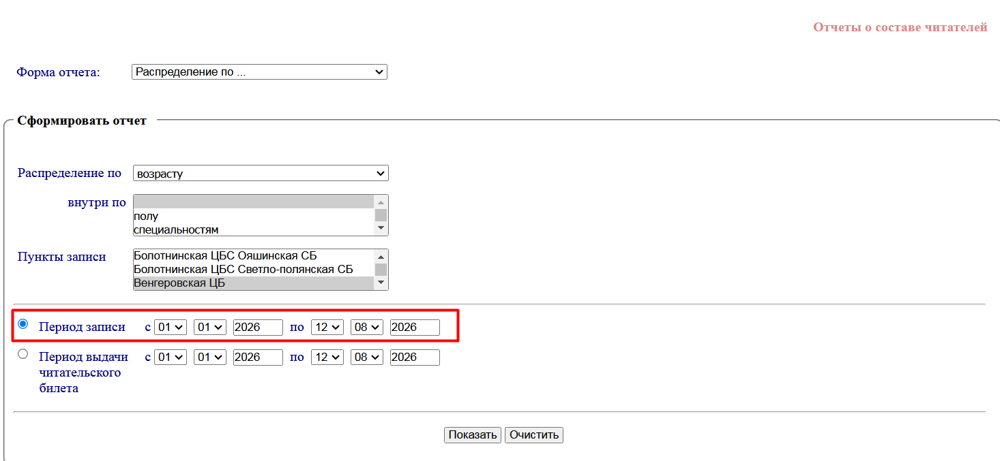 Отчеты о составе читателей
Форма отчета: Распределение по ...
Сформировать отчет
Распределение по возрасту
внутри по
полу
специальностям
Пункты записи
Болотнинская ЦБС Ояшинская СБ
Болотнинская ЦБС Светло-полянская СБ
Венгеровская ЦБ
Период записи с 01 01 2026 по 12 08 2026
Период выдачи с 01 01 2026 по 12 08 2026
читательского
билета
Показать Очистить